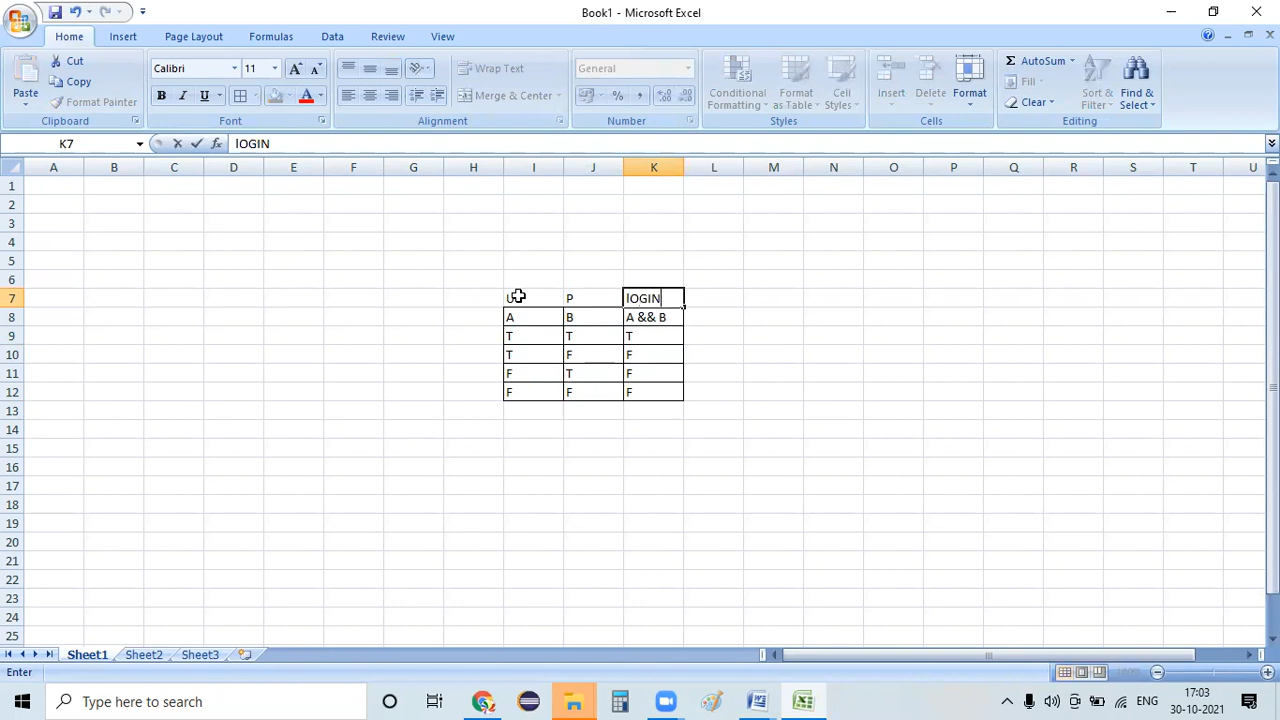 Book1 - Microsoft Excel
Home Insert Page Layout Formulas Data Review View
Paste
Cut
Copy
Format Painter
Clipboard
Calibri 11
B I U
Font
Wrap Text
Merge & Center
Alignment
General
% ,
Number
Conditional Formatting
Format as Table
Cell Styles
Styles
Insert
Delete
Format
Cells
Σ AutoSum
Fill
Clear
Sort & Filter
Find & Select
Editing
K7 fx lOGIN
A B C D E F G H I J K L M N O P Q R S T U
1
2
3
4
5
6
7 P lOGIN
8 A B A && B
9 T T T
10 T F F
11 F T F
12 F F F
13
14
15
16
17
18
19
20
21
22
23
24
25
Sheet1 Sheet2 Sheet3
Enter
Type here to search
ENG
17:03
30-10-2021